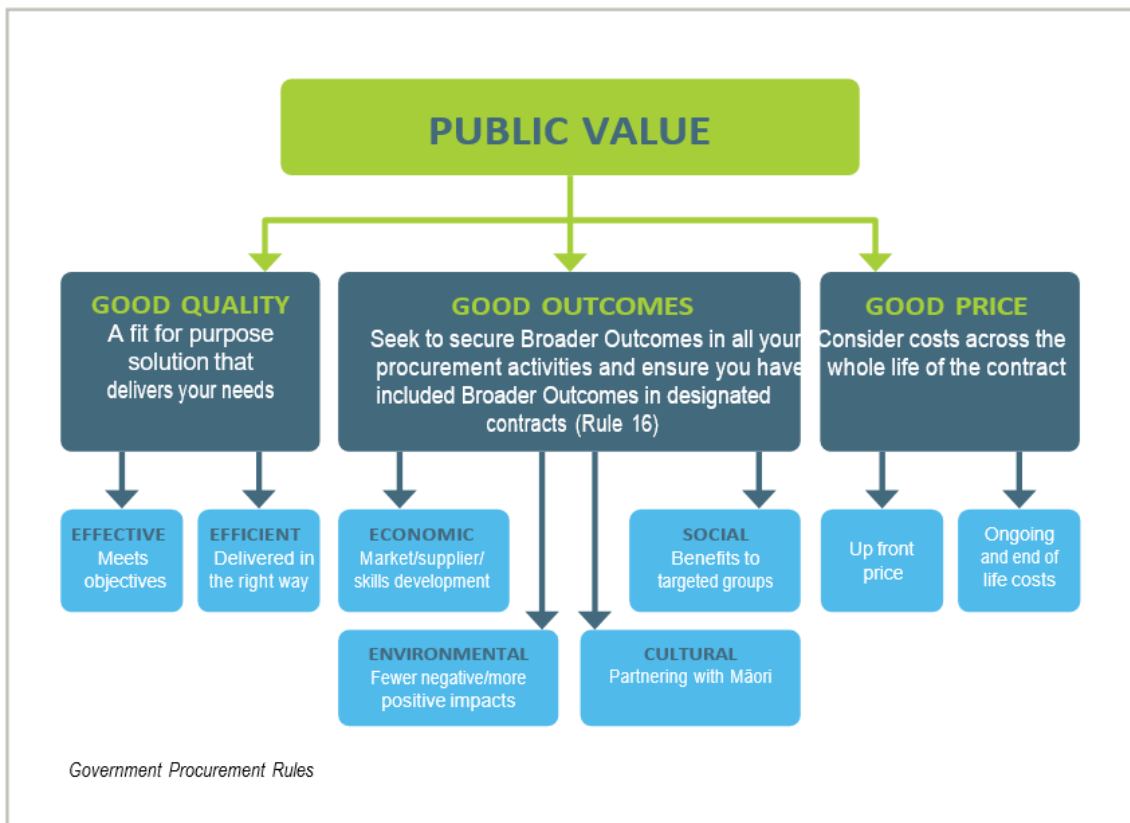 PUBLIC VALUE
GOOD QUALITY
A fit for purpose
solution that
delivers your needs
GOOD OUTCOMES
Seek to secure Broader Outcomes in all your
procurement activities and ensure you have
included Broader Outcomes in designated
contracts (Rule 16)
GOOD PRICE
Consider costs across the
whole life of the contract
EFFECTIVE
Meets
objectives
EFFICIENT
Delivered in
the right way
ECONOMIC
Market/supplier/
skills development
SOCIAL
Benefits to
targeted groups
Up front
price
Ongoing
and end of
life costs
ENVIRONMENTAL
Fewer negative/more
positive impacts
CULTURAL
Partnering with Māori
Government Procurement Rules